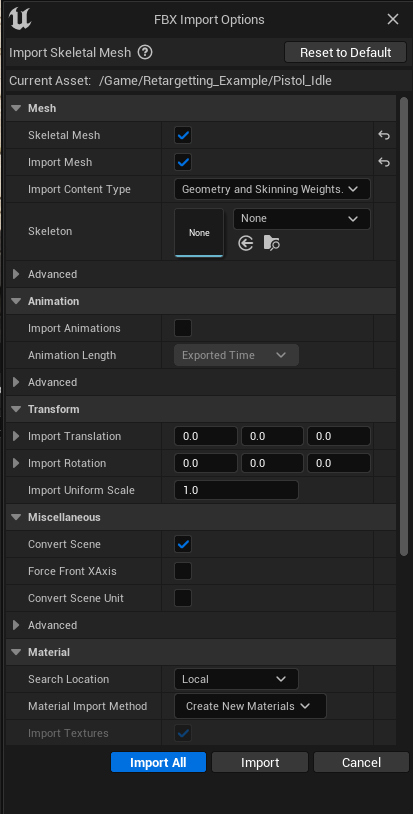 FBX Import Options
Import Skeletal Mesh ? Reset to Default
Current Asset: /Game/Retargetting_Example/Pistol_Idle
Mesh
Skeletal Mesh
Import Mesh
Import Content Type Geometry and Skinning Weights.
Skeleton None None
Advanced
Animation
Import Animations
Animation Length Exported Time
Advanced
Transform
Import Translation 0.0 0.0 0.0
Import Rotation 0.0 0.0 0.0
Import Uniform Scale 1.0
Miscellaneous
Convert Scene
Force Front XAxis
Convert Scene Unit
Advanced
Material
Search Location Local
Material Import Method Create New Materials
Import Textures
Import All Import Cancel